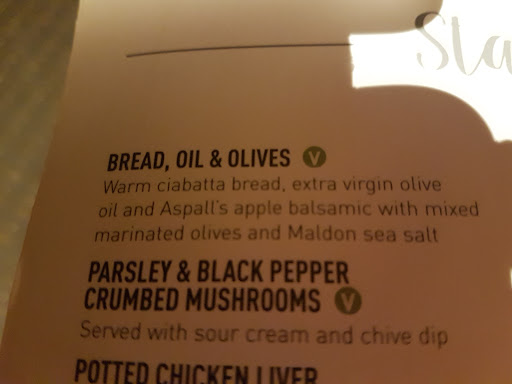 Sta
BREAD, OIL & OLIVES V
Warm ciabatta bread, extra virgin olive
oil and Aspall's apple balsamic with mixed
marinated olives and Maldon sea salt
PARSLEY & BLACK PEPPER
CRUMBED MUSHROOMS V
Served with sour cream and chive dip
POTTED CHICKEN LIVER